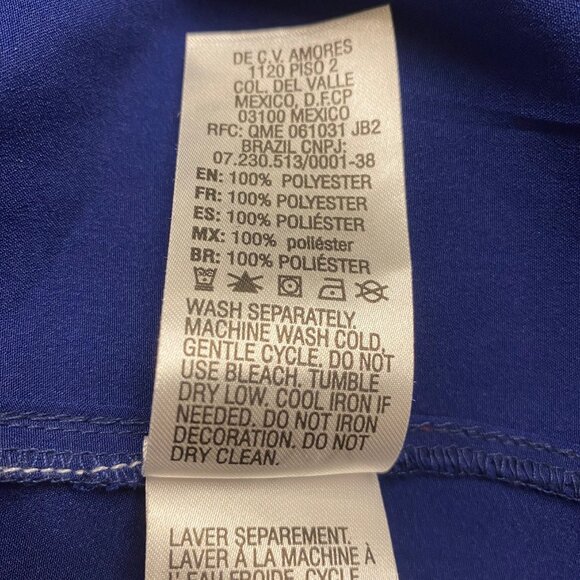 DE C.V. AMORES
1120 PISO 2
COL. DEL VALLE
MEXICO, D.F.CP
03100 MEXICO
RFC: QME 061031 JB2
BRAZIL CNPJ:
07.230.513/0001-38
EN: 100% POLYESTER
FR: 100% POLYESTER
ES: 100% POLIÉSTER
MX: 100% poliéster
BR: 100% POLIÉSTER
WASH SEPARATELY.
MACHINE WASH COLD,
GENTLE CYCLE. DO NOT
USE BLEACH. TUMBLE
DRY LOW. COOL IRON IF
NEEDED. DO NOT IRON
DECORATION. DO NOT
DRY CLEAN.
LAVER SEPAREMENT.
LAVER À LA MACHINE À
L'EAU FROIDE, CYCLE